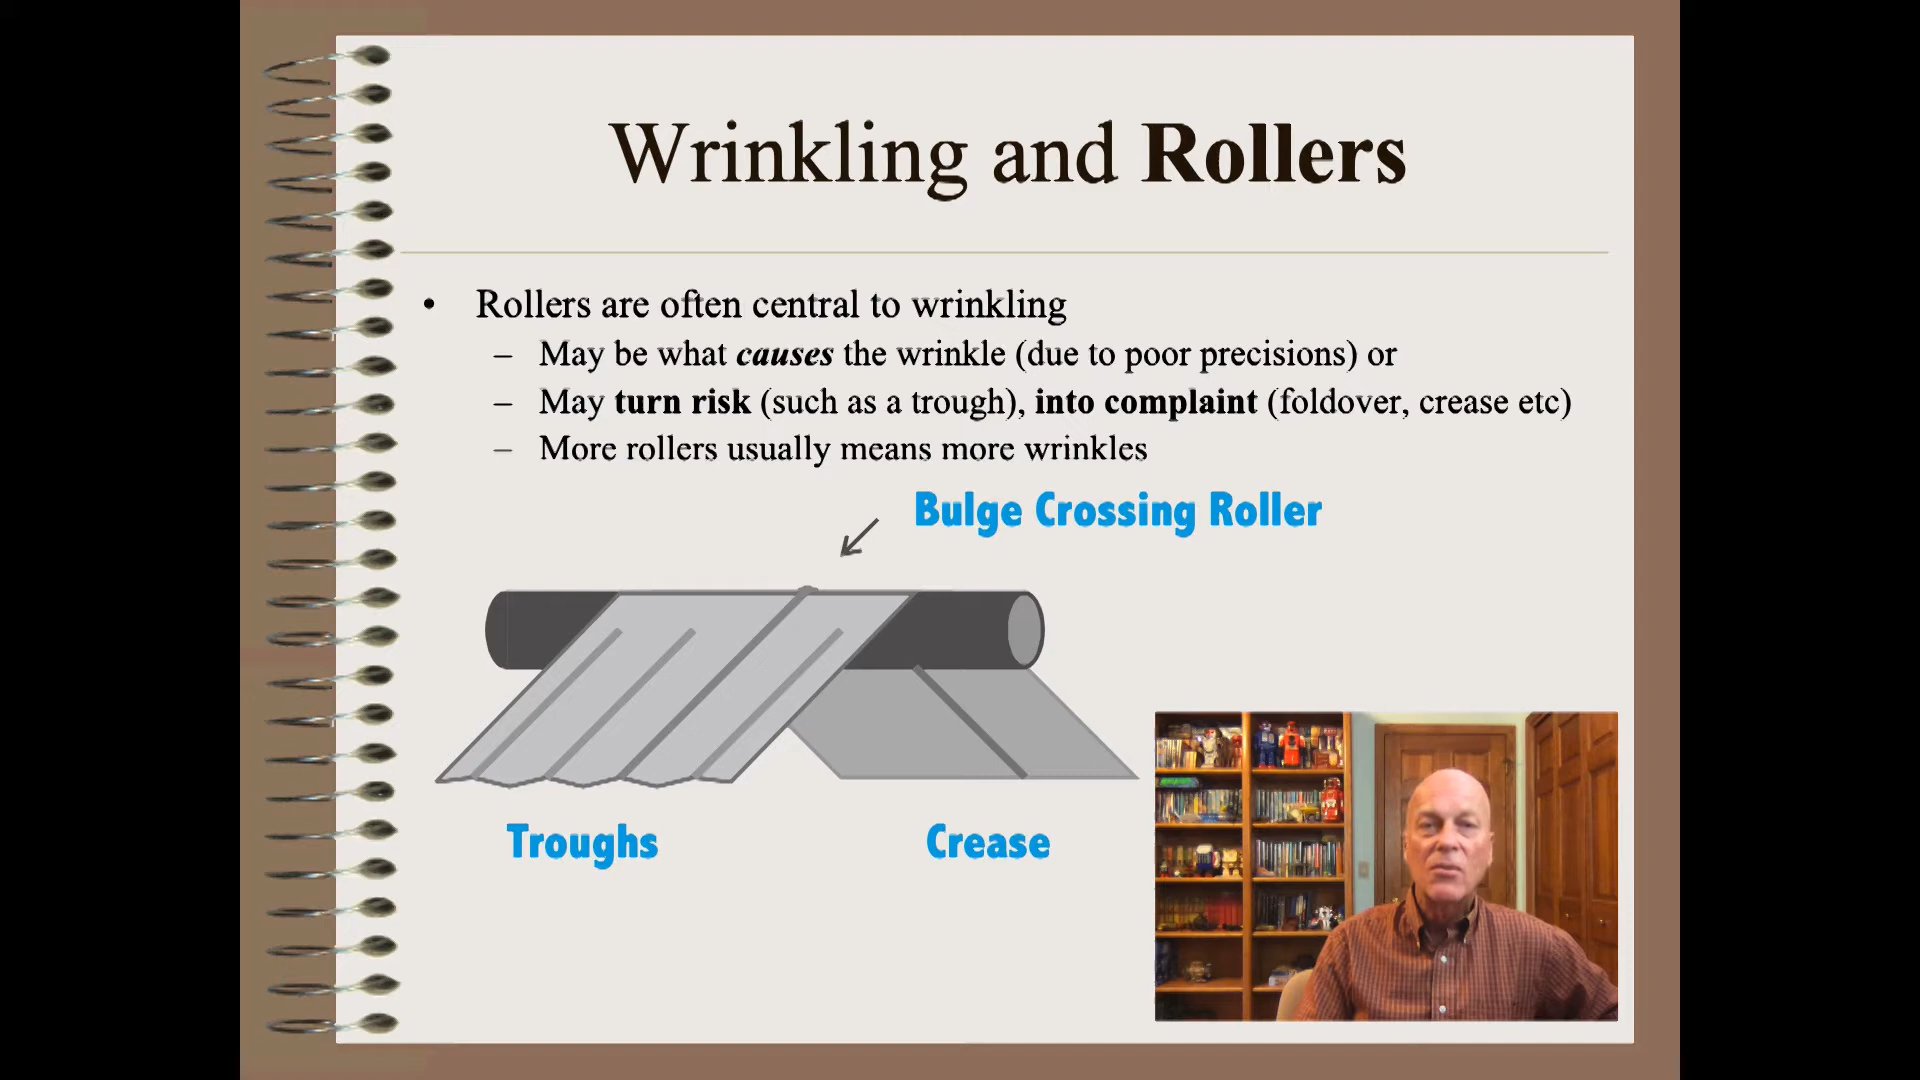 Wrinkling and Rollers
• Rollers are often central to wrinkling
– May be what causes the wrinkle (due to poor precisions) or
– May turn risk (such as a trough), into complaint (foldover, crease etc)
– More rollers usually means more wrinkles
Bulge Crossing Roller
Troughs
Crease